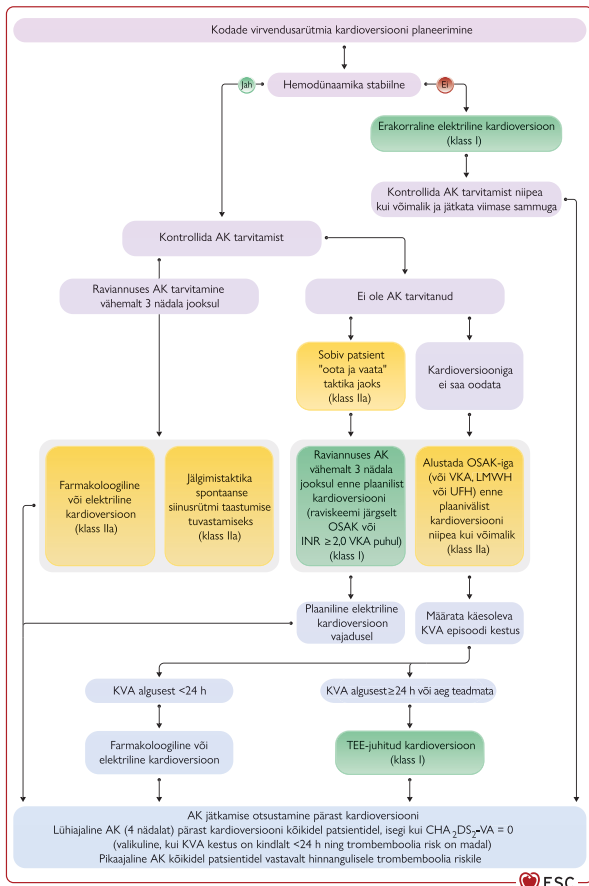 Kodade virvendusarütmia kardioversiooni planeerimine
Hemodünaamika stabiilne
Jah
Ei
Erakorraline elektriline kardioversioon
(klass I)
Kontrollida AK tarvitamist niipea
kui võimalik ja jätkata viimase sammuga
Kontrollida AK tarvitamist
Raviannuses AK tarvitamine
vähemalt 3 nädala jooksul
Ei ole AK tarvitanud
Sobiv patsient
"oota ja vaata"
taktika jaoks
(klass IIa)
Kardioversiooniga
ei saa oodata
Farmakoloogiline
või elektriline
kardioversioon
(klass IIa)
Jälgimistaktika
spontaanse
siinusrütmi taastumise
tuvastamiseks
(klass IIa)
Raviannuses AK
vähemalt 3 nädala
jooksul enne plaanilist
kardioversiooni
(raviskeemi järgselt
OSAK või
INR ≥2,0 VKA puhul)
(klass I)
Alustada OSAK-iga
(või VKA, LMWH
või UFH) enne
plaanivälist
kardioversiooni
niipea kui võimalik
(klass IIa)
Plaaniline elektriline
kardioversioon
vajadusel
Määrata käesoleva
KVA episoodi kestus
KVA algusest <24 h
KVA algusest≥24 h või aeg teadmata
Farmakoloogiline või
elektriline kardioversioon
TEE-juhitud kardioversioon
(klass I)
AK jätkamise otsustamine pärast kardioversiooni
Lühiajaline AK (4 nädalat) pärast kardioversiooni kõikidel patsientidel, isegi kui CHA₂DS₂-VA = 0
(valikuline, kui KVA kestus on kindlalt <24 h ning trombemboolia risk on madal)
Pikaajaline AK kõikidel patsientidel vastavalt hinnangulisele trombemboolia riskile
ESC